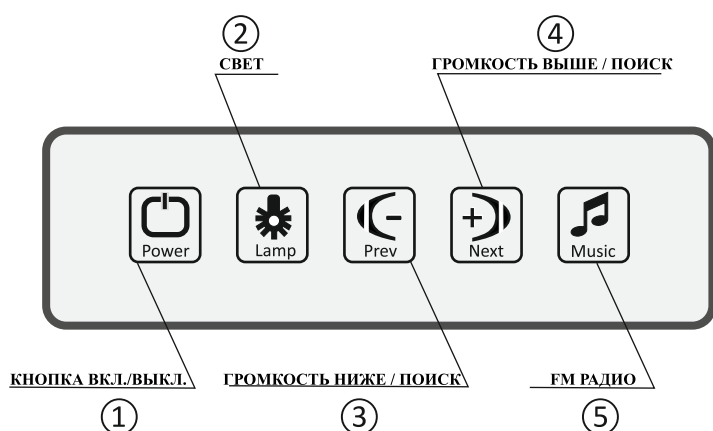 ② ④
СВЕТ ГРОМКОСТЬ ВЫШЕ / ПОИСК
Power Lamp Prev Next Music
КНОПКА ВКЛ./ВЫКЛ. ГРОМКОСТЬ НИЖЕ / ПОИСК FM РАДИО
① ③ ⑤